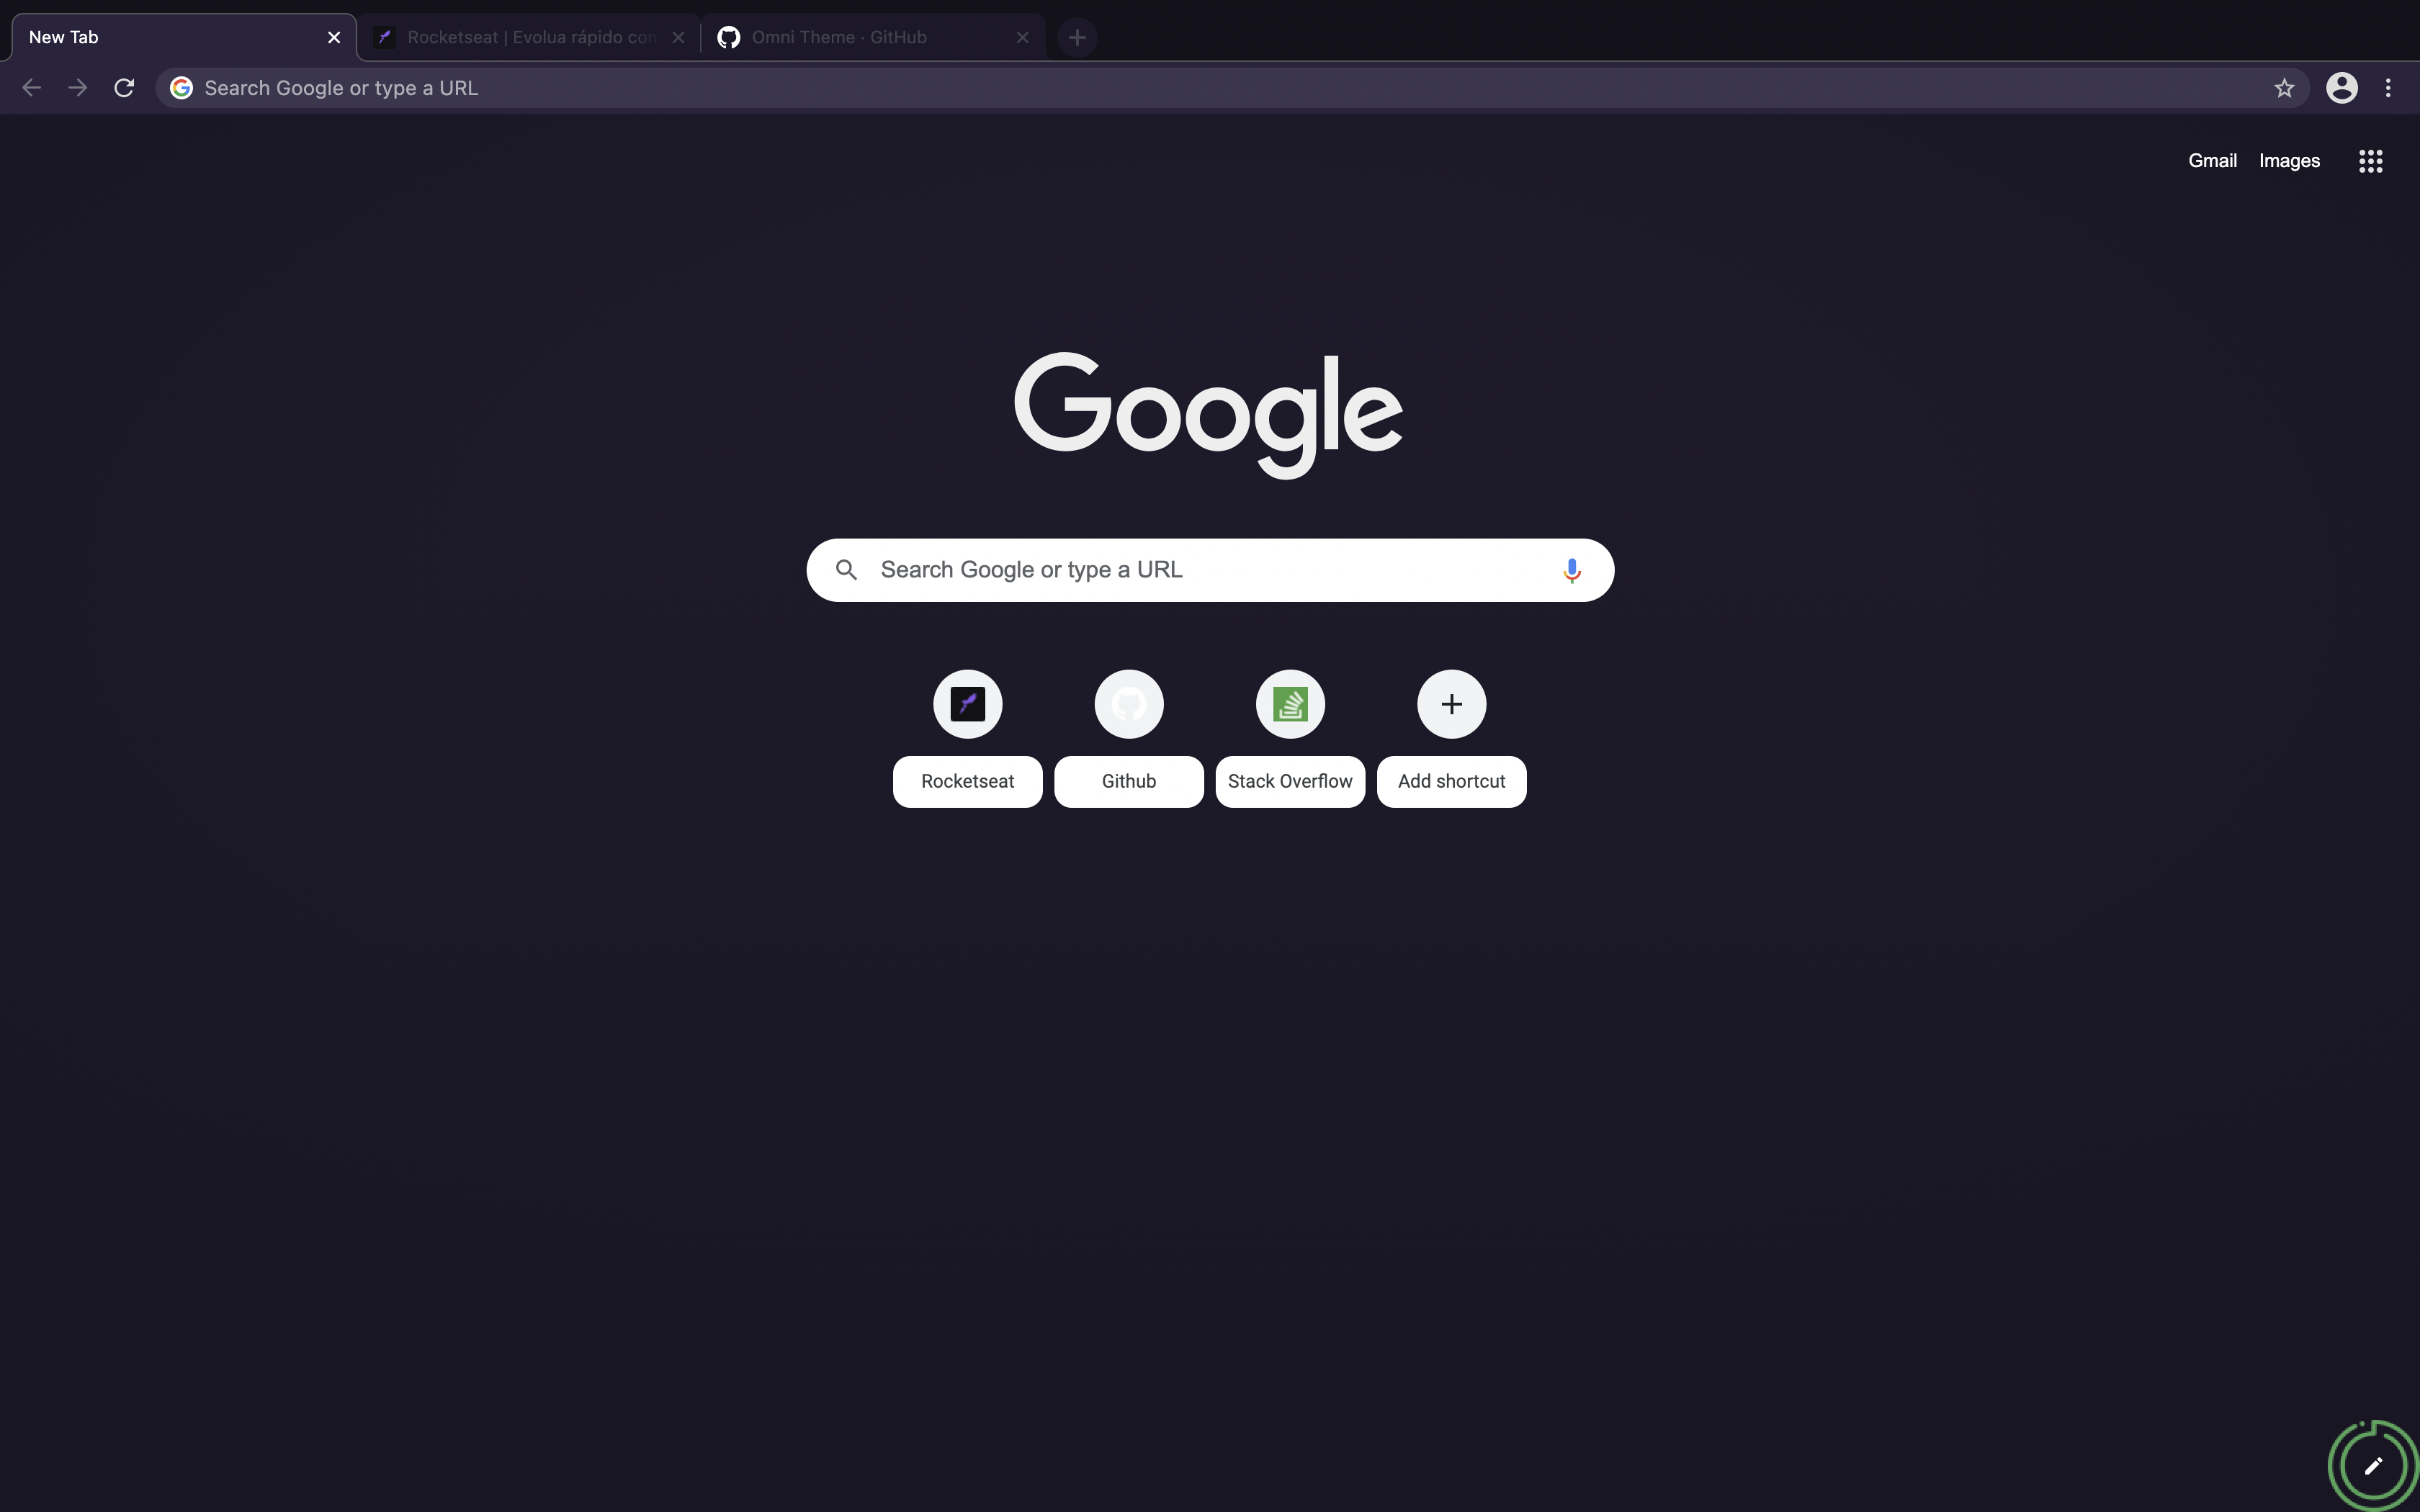 New Tab
Rocketseat | Evolua rápido con
Omni Theme · GitHub
Search Google or type a URL
Gmail
Images
Google
Search Google or type a URL
Rocketseat
Github
Stack Overflow
Add shortcut